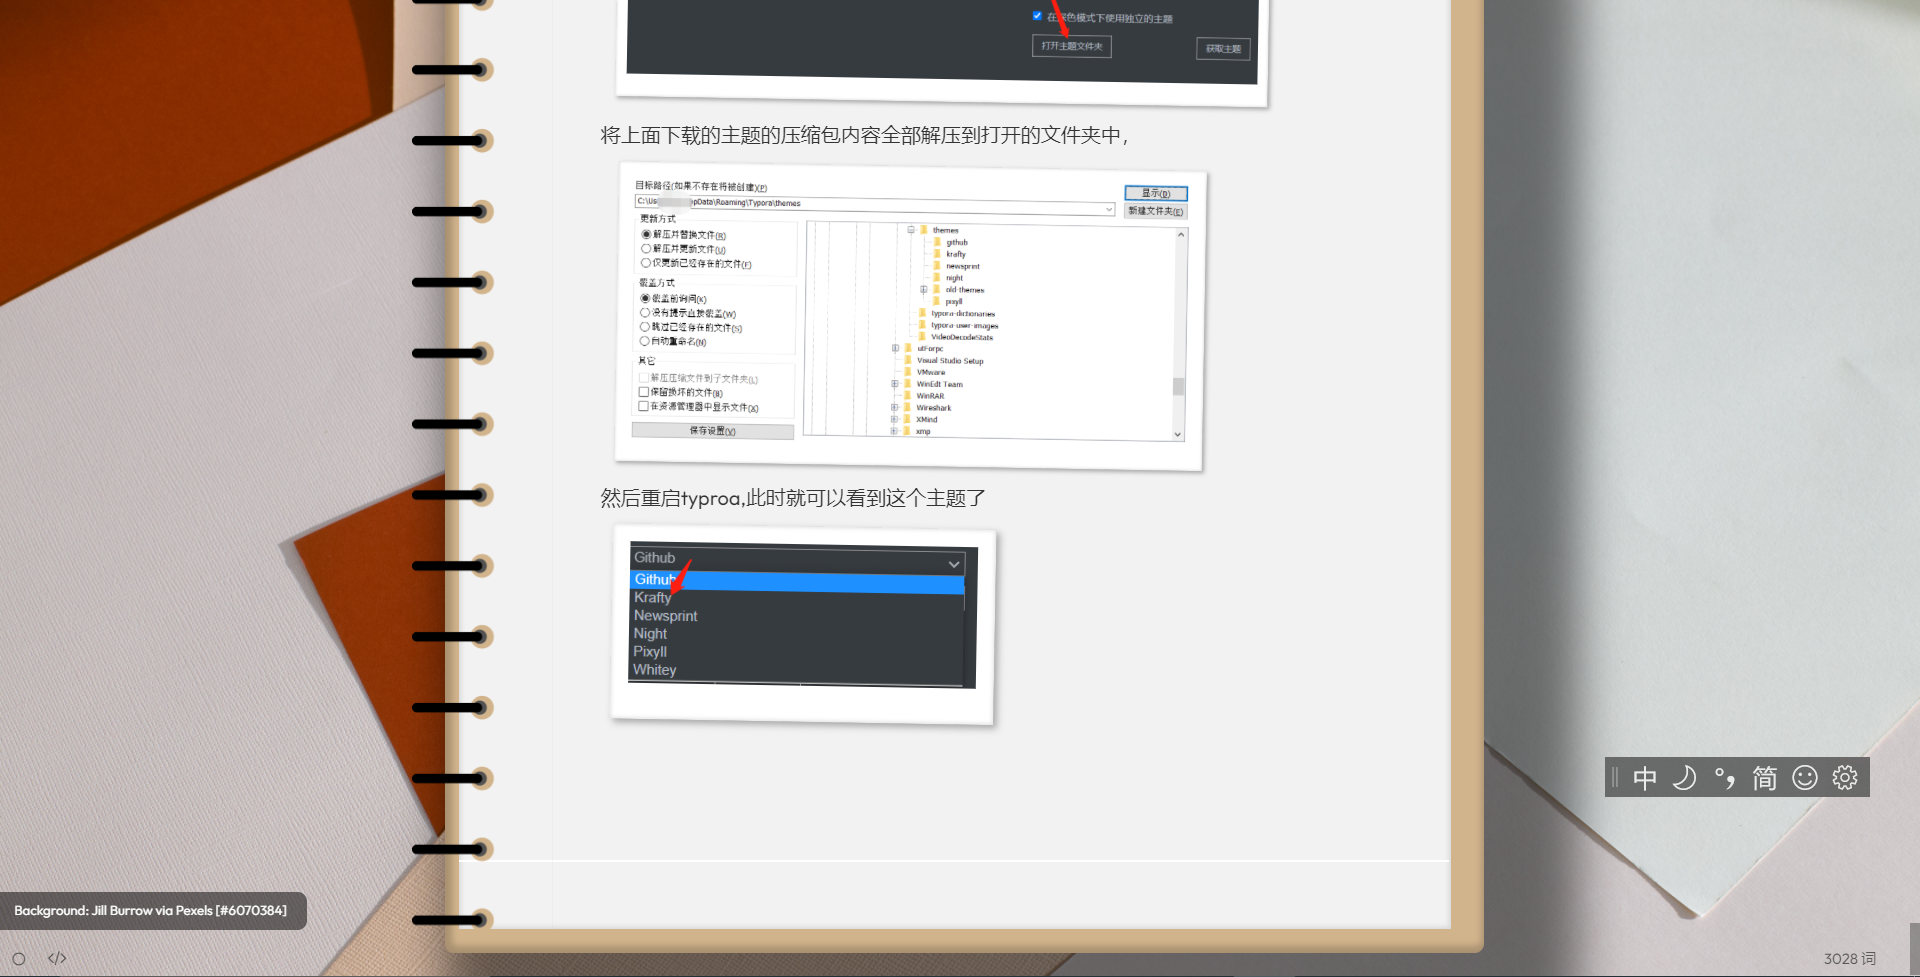 在深色模式下使用独立的主题
打开主题文件夹
获取主题
将上面下载的主题的压缩包内容全部解压到打开的文件夹中，
目标路径(如果不存在将被创建)(P)
显示(D)
C:\Us pData\Roaming\Typora\themes
新建文件夹(E)
更新方式
解压并替换文件(R)
解压并更新文件(U)
仅更新已经存在的文件(F)
覆盖方式
覆盖前询问(K)
没有提示直接覆盖(W)
跳过已经存在的文件(S)
自动重命名(N)
其它
解压压缩文件到子文件夹(L)
保留损坏的文件(B)
在资源管理器中显示文件(X)
保存设置(V)
themes
github
krafty
newsprint
night
old-themes
pixyll
typora-dictionaries
typora-user-images
VideoDecodeStats
utForpc
Visual Studio Setup
VMware
WinEdt Team
WinRAR
Wireshark
XMind
xmp
然后重启typroa,此时就可以看到这个主题了
Github
Github
Krafty
Newsprint
Night
Pixyll
Whitey
中 简
Background: Jill Burrow via Pexels [#6070384]
</>
3028 词